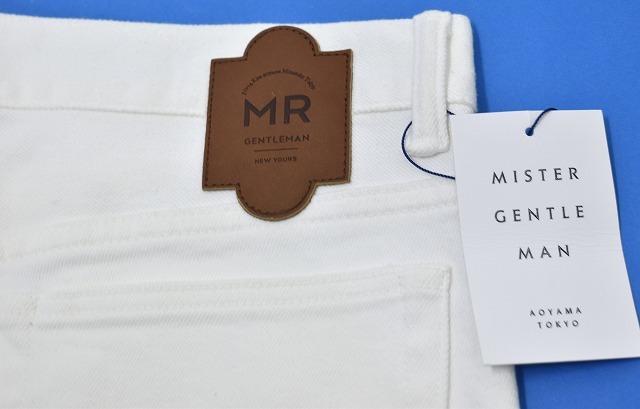 MR
GENTLEMAN
NEW YOURS
MISTER
GENTLE
MAN
AOYAMA
TOKYO